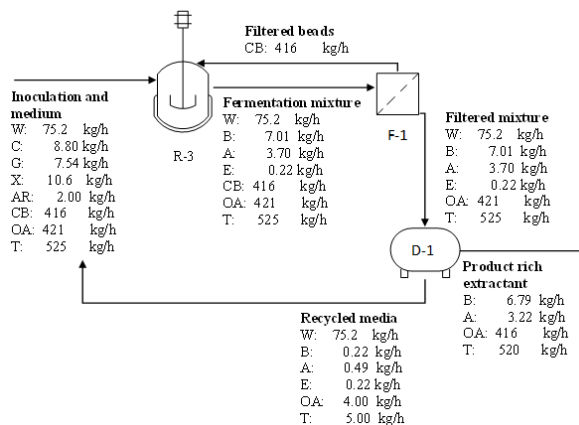 Filtered beads
CB: 416 kg/h
Inoculation and
medium
W: 75.2 kg/h
C: 8.80 kg/h
G: 7.54 kg/h
X: 10.6 kg/h
AR: 2.00 kg/h
CB: 416 kg/h
OA: 421 kg/h
T: 525 kg/h
R-3
Fermentation mixture
W: 75.2 kg/h
B: 7.01 kg/h
A: 3.70 kg/h
E: 0.22 kg/h
CB: 416 kg/h
OA: 421 kg/h
T: 525 kg/h
F-1
Filtered mixture
W: 75.2 kg/h
B: 7.01 kg/h
A: 3.70 kg/h
E: 0.22 kg/h
OA: 421 kg/h
T: 525 kg/h
D-1
Product rich
extractant
B: 6.79 kg/h
A: 3.22 kg/h
OA: 416 kg/h
T: 520 kg/h
Recycled media
W: 75.2 kg/h
B: 0.22 kg/h
A: 0.49 kg/h
E: 0.22 kg/h
OA: 4.00 kg/h
T: 5.00 kg/h